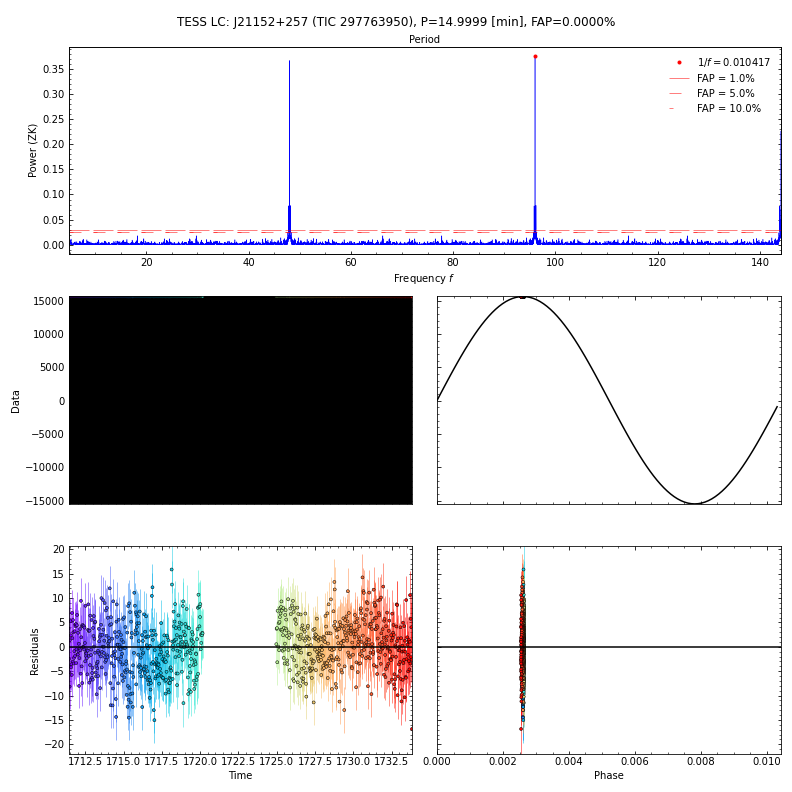 TESS LC: J21152+257 (TIC 297763950), P=14.9999 [min], FAP=0.0000%
Period
Power (ZK)
0.35
0.30
0.25
0.20
0.15
0.10
0.05
0.00
1/f = 0.010417
FAP = 1.0%
FAP = 5.0%
FAP = 10.0%
20 40 60 80 100 120 140
Frequency f
Data
15000
10000
5000
0
−5000
−10000
−15000
Residuals
20
15
10
5
0
−5
−10
−15
−20
1712.5 1715.0 1717.5 1720.0 1722.5 1725.0 1727.5 1730.0 1732.5
Time
0.000 0.002 0.004 0.006 0.008 0.010
Phase